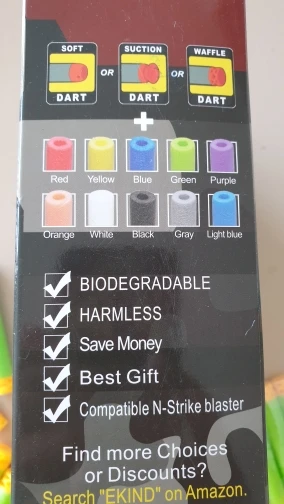 SOFT
SUCTION
WAFFLE
OR
OR
DART
DART
DART
+
Red Yellow Blue Green Purple
Orange White Black Gray Light blue
BIODEGRADABLE
HARMLESS
Save Money
Best Gift
Compatible N-Strike blaster
Find more Choices
or Discounts?
Search "EKIND" on Amazon.